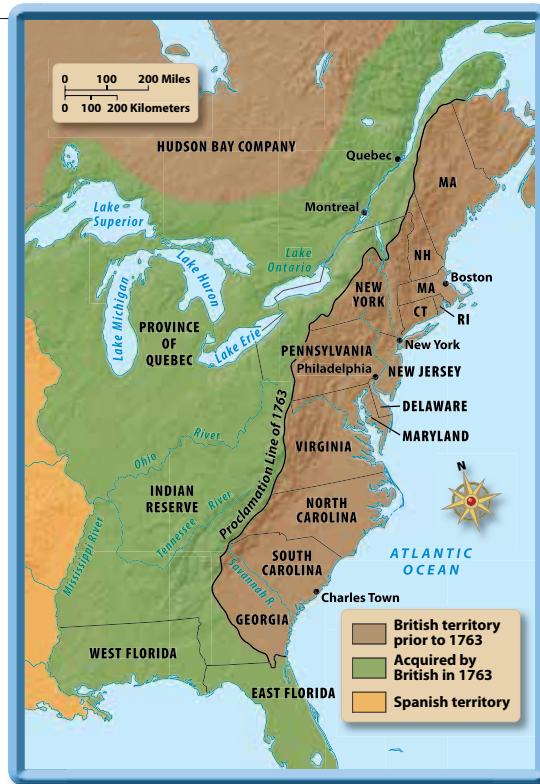 0 100 200 Miles
0 100 200 Kilometers
HUDSON BAY COMPANY
Quebec
MA
Montreal
Lake
Superior
Lake
Ontario
Lake Huron
Lake Michigan
NH
Boston
MA
NEW
YORK
CT
RI
PROVINCE
OF
QUEBEC
Lake Erie
New York
PENNSYLVANIA
Philadelphia
NEW JERSEY
DELAWARE
MARYLAND
Proclamation Line of 1763
Ohio River
VIRGINIA
N
INDIAN
RESERVE
Tennessee River
Mississippi River
NORTH
CAROLINA
SOUTH
CAROLINA
ATLANTIC
OCEAN
Savannah R.
Charles Town
GEORGIA
WEST FLORIDA
EAST FLORIDA
British territory
prior to 1763
Acquired by
British in 1763
Spanish territory